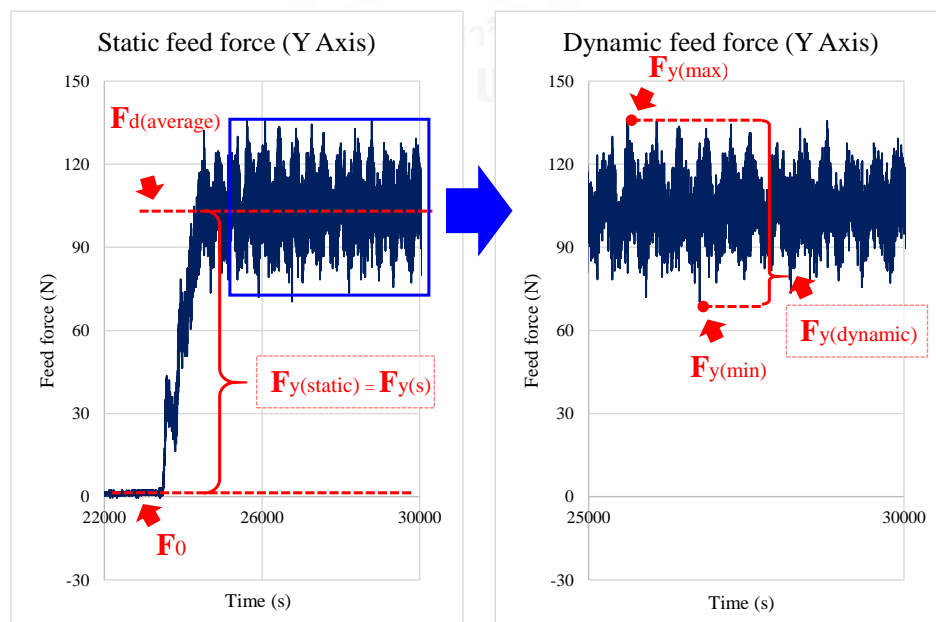 Static feed force (Y Axis)
150
120
90
60
30
0
-30
Feed force (N)
22000
26000
30000
Time (s)
Fd(average)
Fy(static) = Fy(s)
F0
Dynamic feed force (Y Axis)
150
120
90
60
30
0
-30
Feed force (N)
25000
30000
Time (s)
Fy(max)
Fy(dynamic)
Fy(min)